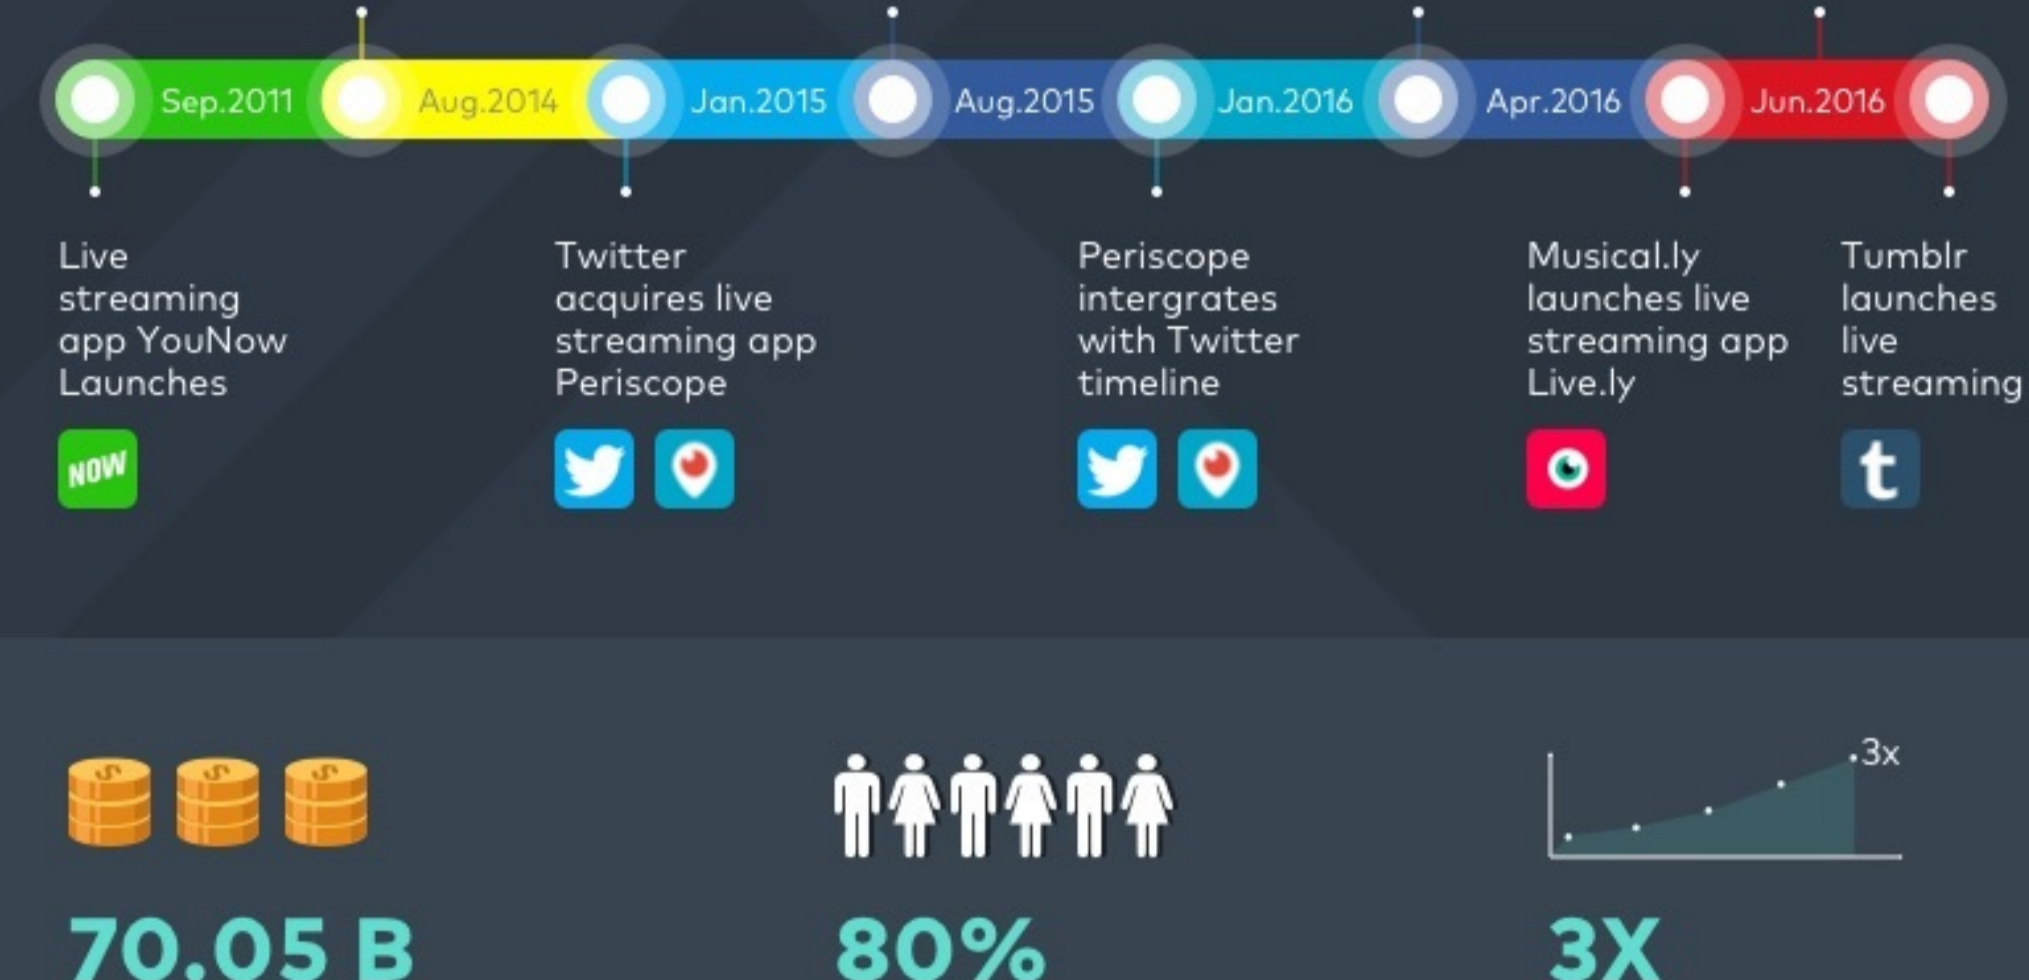 Sep.2011
Aug.2014
Jan.2015
Aug.2015
Jan.2016
Apr.2016
Jun.2016
Live
streaming
app YouNow
Launches
NOW
Twitter
acquires live
streaming app
Periscope
Periscope
intergrates
with Twitter
timeline
Musical.ly
launches live
streaming app
Live.ly
Tumblr
launches
live
streaming
t
3x
70.05 B
80%
3X